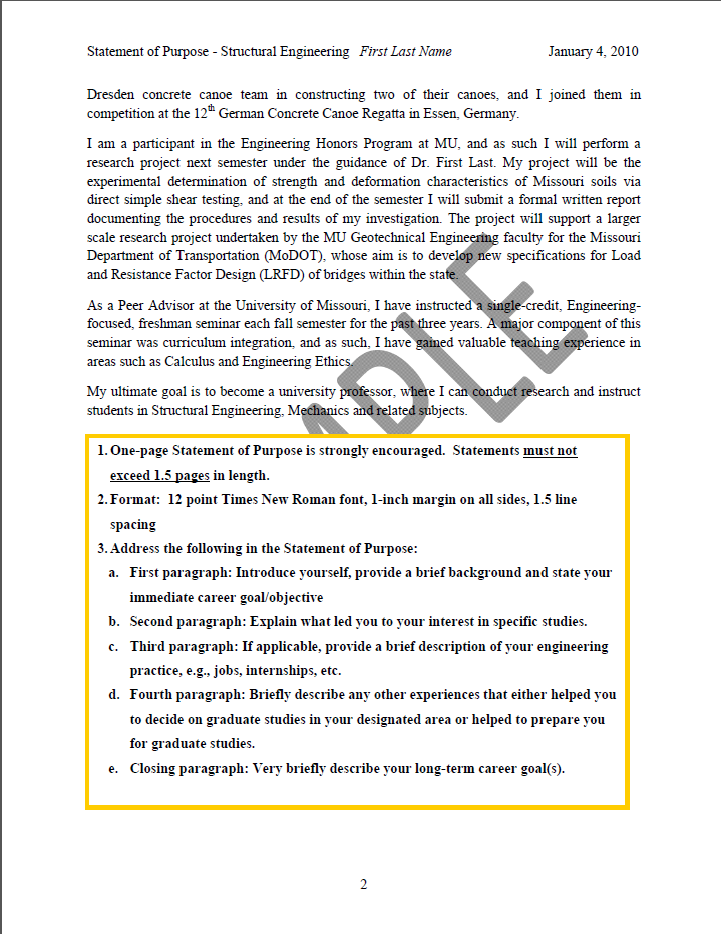 Statement of Purpose - Structural Engineering First Last Name January 4, 2010
Dresden concrete canoe team in constructing two of their canoes, and I joined them in
competition at the 12th German Concrete Canoe Regatta in Essen, Germany.
I am a participant in the Engineering Honors Program at MU, and as such I will perform a
research project next semester under the guidance of Dr. First Last. My project will be the
experimental determination of strength and deformation characteristics of Missouri soils via
direct simple shear testing, and at the end of the semester I will submit a formal written report
documenting the procedures and results of my investigation. The project will support a larger
scale research project undertaken by the MU Geotechnical Engineering faculty for the Missouri
Department of Transportation (MoDOT), whose aim is to develop new specifications for Load
and Resistance Factor Design (LRFD) of bridges within the state.
As a Peer Advisor at the University of Missouri, I have instructed a single-credit, Engineering-
focused, freshman seminar each fall semester for the past three years. A major component of this
seminar was curriculum integration, and as such, I have gained valuable teaching experience in
areas such as Calculus and Engineering Ethics.
My ultimate goal is to become a university professor, where I can conduct research and instruct
students in Structural Engineering, Mechanics and related subjects.
1. One-page Statement of Purpose is strongly encouraged. Statements must not
exceed 1.5 pages in length.
2. Format: 12 point Times New Roman font, 1-inch margin on all sides, 1.5 line
spacing
3. Address the following in the Statement of Purpose:
a. First paragraph: Introduce yourself, provide a brief background and state your
immediate career goal/objective
b. Second paragraph: Explain what led you to your interest in specific studies.
c. Third paragraph: If applicable, provide a brief description of your engineering
practice, e.g., jobs, internships, etc.
d. Fourth paragraph: Briefly describe any other experiences that either helped you
to decide on graduate studies in your designated area or helped to prepare you
for graduate studies.
e. Closing paragraph: Very briefly describe your long-term career goal(s).
2